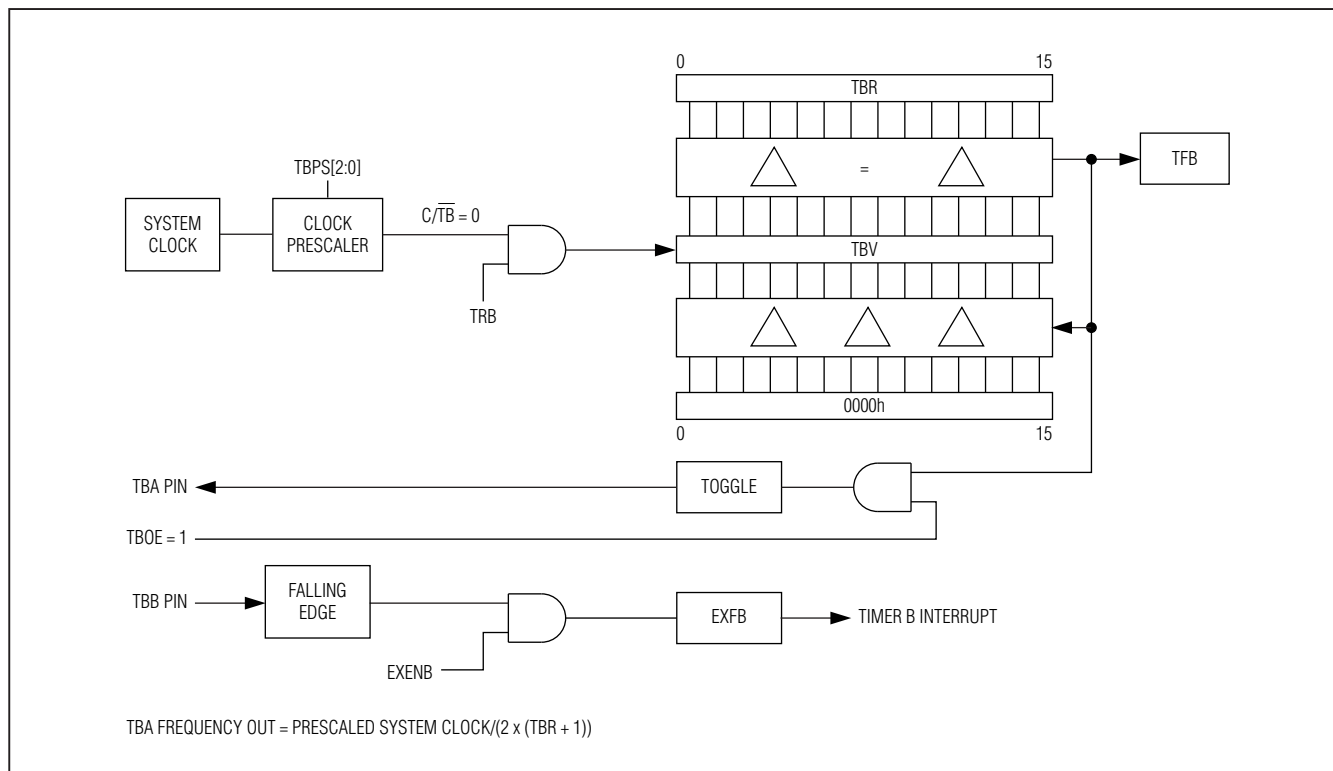 0 15
TBR
=
TFB
TBPS[2:0]
SYSTEM
CLOCK
CLOCK
PRESCALER
C/T̅B̅ = 0
TRB
TBV
0000h
0 15
TBA PIN
TOGGLE
TBOE = 1
TBB PIN
FALLING
EDGE
EXENB
EXFB
TIMER B INTERRUPT
TBA FREQUENCY OUT = PRESCALED SYSTEM CLOCK/(2 x (TBR + 1))